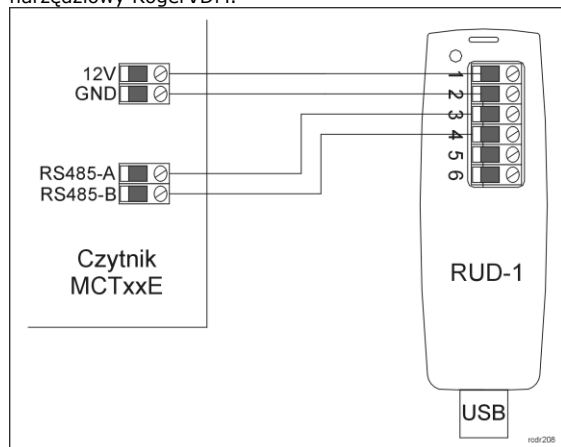 narzędziowy RogerVDM.
12V
GND
RS485-A
RS485-B
Czytnik
MCTxxE
1
2
3
4
5
6
RUD-1
USB
rodr208